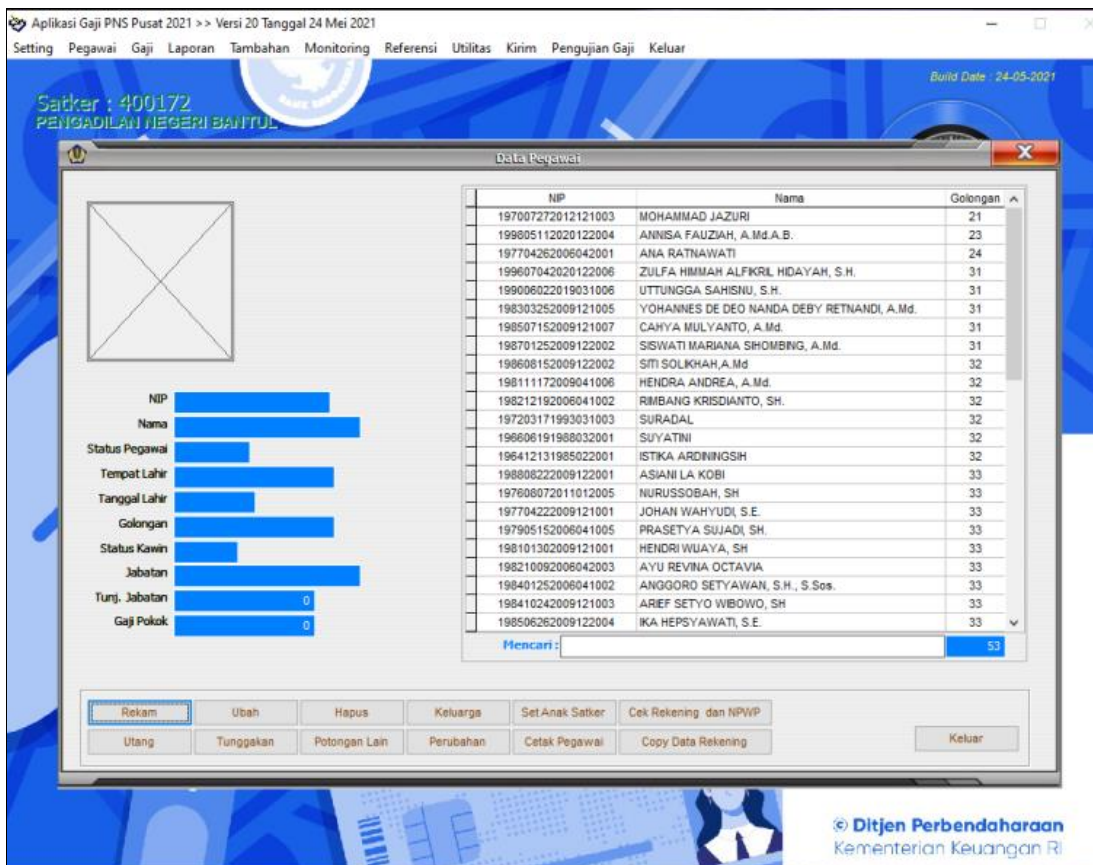 Aplikasi Gaji PNS Pusat 2021 >> Versi 20 Tanggal 24 Mei 2021
Setting Pegawai Gaji Laporan Tambahan Monitoring Referensi Utilitas Kirim Pengujian Gaji Keluar
Build Date : 24-05-2021
Satker : 400172
PENGADILAN NEGERI BANTUL
Data Pegawai
NIP Nama Golongan
197007272012121003 MOHAMMAD JAZURI 21
199805112020122004 ANNISA FAUZIAH, A.Md.A.B. 23
197704262006042001 ANA RATNAWATI 24
199607042020122006 ZULFA HIMMAH ALFIKRIL HIDAYAH, S.H. 31
199006022019031006 UTTUNGGA SAHISNU, S.H. 31
198303252009121005 YOHANNES DE DEO NANDA DEBY RETNANDI, A.Md. 31
198507152009121007 CAHYA MULYANTO, A.Md. 31
198701252009122002 SISWATI MARIANA SIHOMBING, A.Md. 31
198608152009122002 SITI SOLIKHAH,A.Md 32
198111172009041006 HENDRA ANDREA, A.Md. 32
198212192006041002 RIMBANG KRISDIANTO, SH. 32
197203171993031003 SURADAL 32
196606191988032001 SUYATINI 32
196412131985022001 ISTIKA ARDININGSIH 32
198808222009122001 ASIANI LA KOBI 33
197608072011012005 NURUSSOBAH, SH 33
197704222009121001 JOHAN WAHYUDI, S.E. 33
197905152006041005 PRASETYA SUJADI, SH. 33
198101302009121001 HENDRI WIJAYA, SH 33
198210092006042003 AYU REVINA OCTAVIA 33
198401252006041002 ANGGORO SETYAWAN, S.H., S.Sos. 33
198410242009121003 ARIEF SETYO WIBOWO, SH 33
198506262009122004 IKA HEPSYAWATI, S.E. 33
Mencari : 53
NIP
Nama
Status Pegawai
Tempat Lahir
Tanggal Lahir
Golongan
Status Kawin
Jabatan
Tunj. Jabatan 0
Gaji Pokok 0
Rekam Ubah Hapus Keluarga Set Anak Satker Cek Rekening dan NPWP
Utang Tunggakan Potongan Lain Perubahan Cetak Pegawai Copy Data Rekening Keluar
© Ditjen Perbendaharaan
Kementerian Keuangan RI